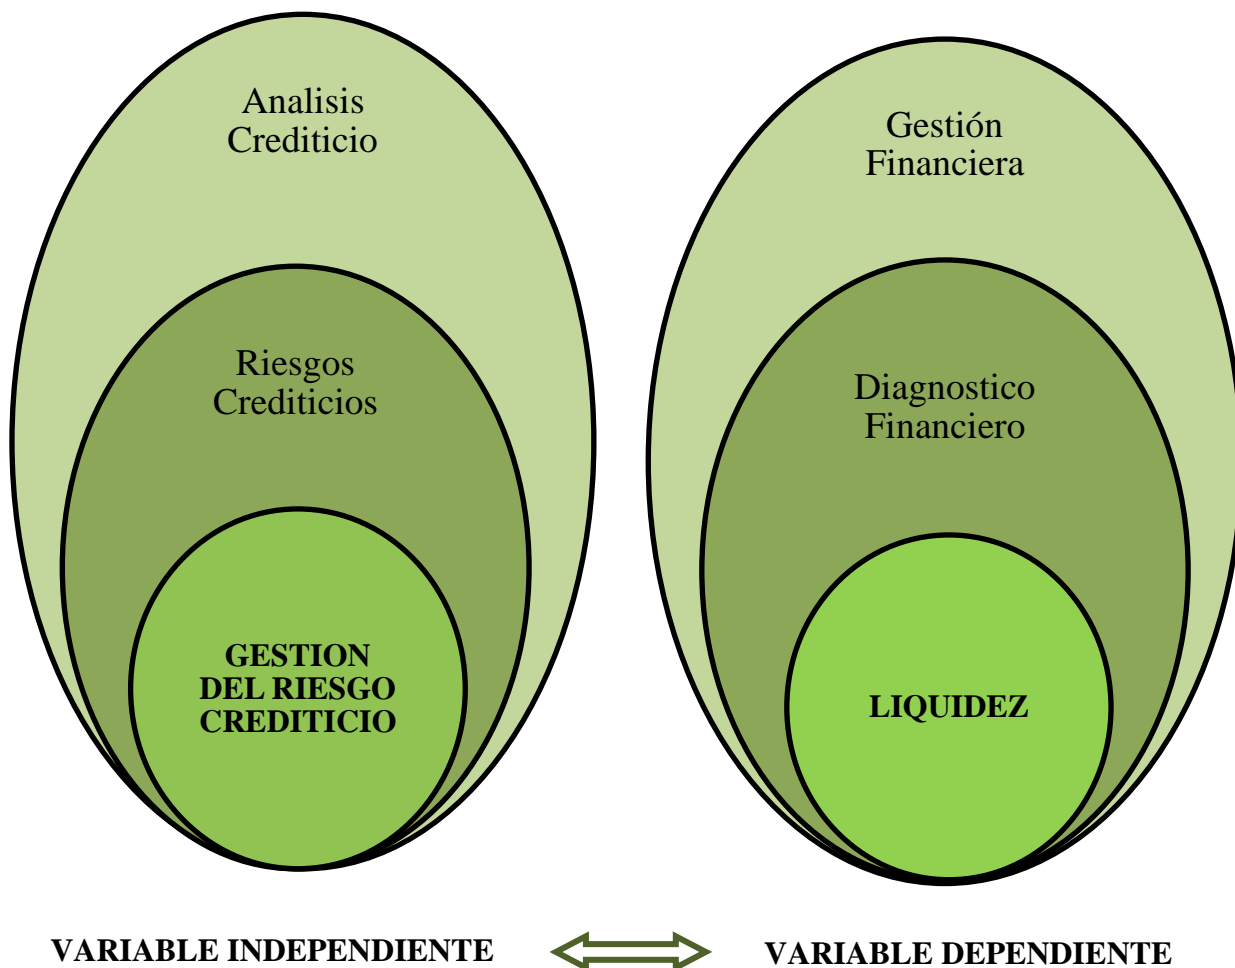 Analisis
Crediticio
Riesgos
Crediticios
GESTION
DEL RIESGO
CREDITICIO
Gestión
Financiera
Diagnostico
Financiero
LIQUIDEZ
VARIABLE INDEPENDIENTE
VARIABLE DEPENDIENTE